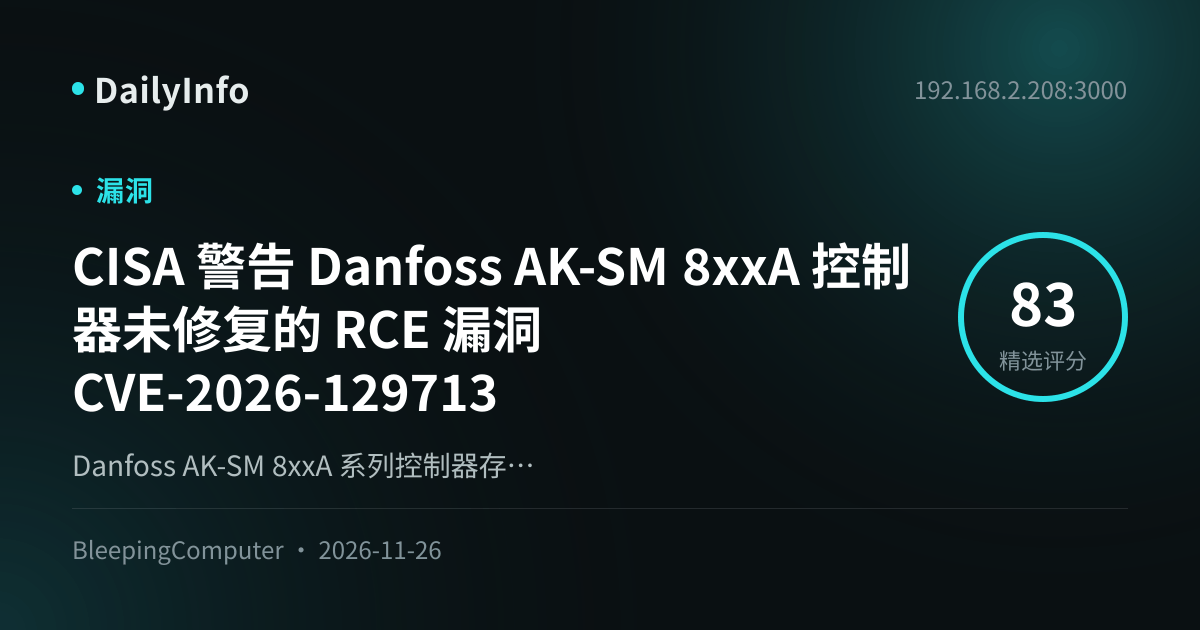 DailyInfo
192.168.2.208:3000
漏洞
CISA 警告 Danfoss AK-SM 8xxA 控制
器未修复的 RCE 漏洞
CVE-2026-129713
83
精选评分
Danfoss AK-SM 8xxA 系列控制器存…
BleepingComputer • 2026-11-26